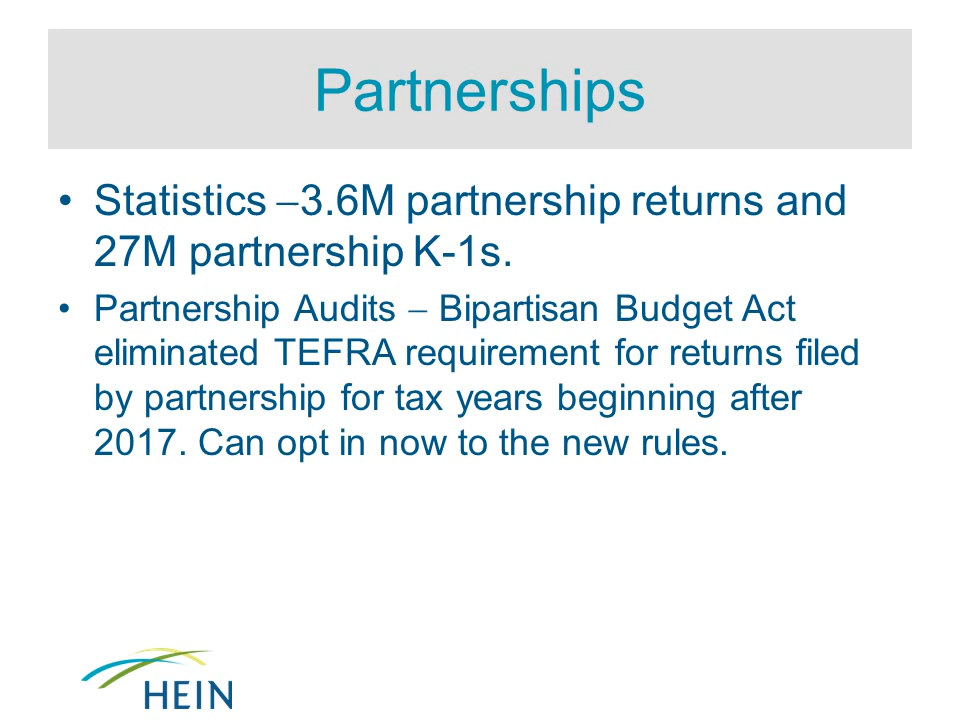 Partnerships
• Statistics –3.6M partnership returns and
27M partnership K-1s.
• Partnership Audits – Bipartisan Budget Act
eliminated TEFRA requirement for returns filed
by partnership for tax years beginning after
2017. Can opt in now to the new rules.
HEIN